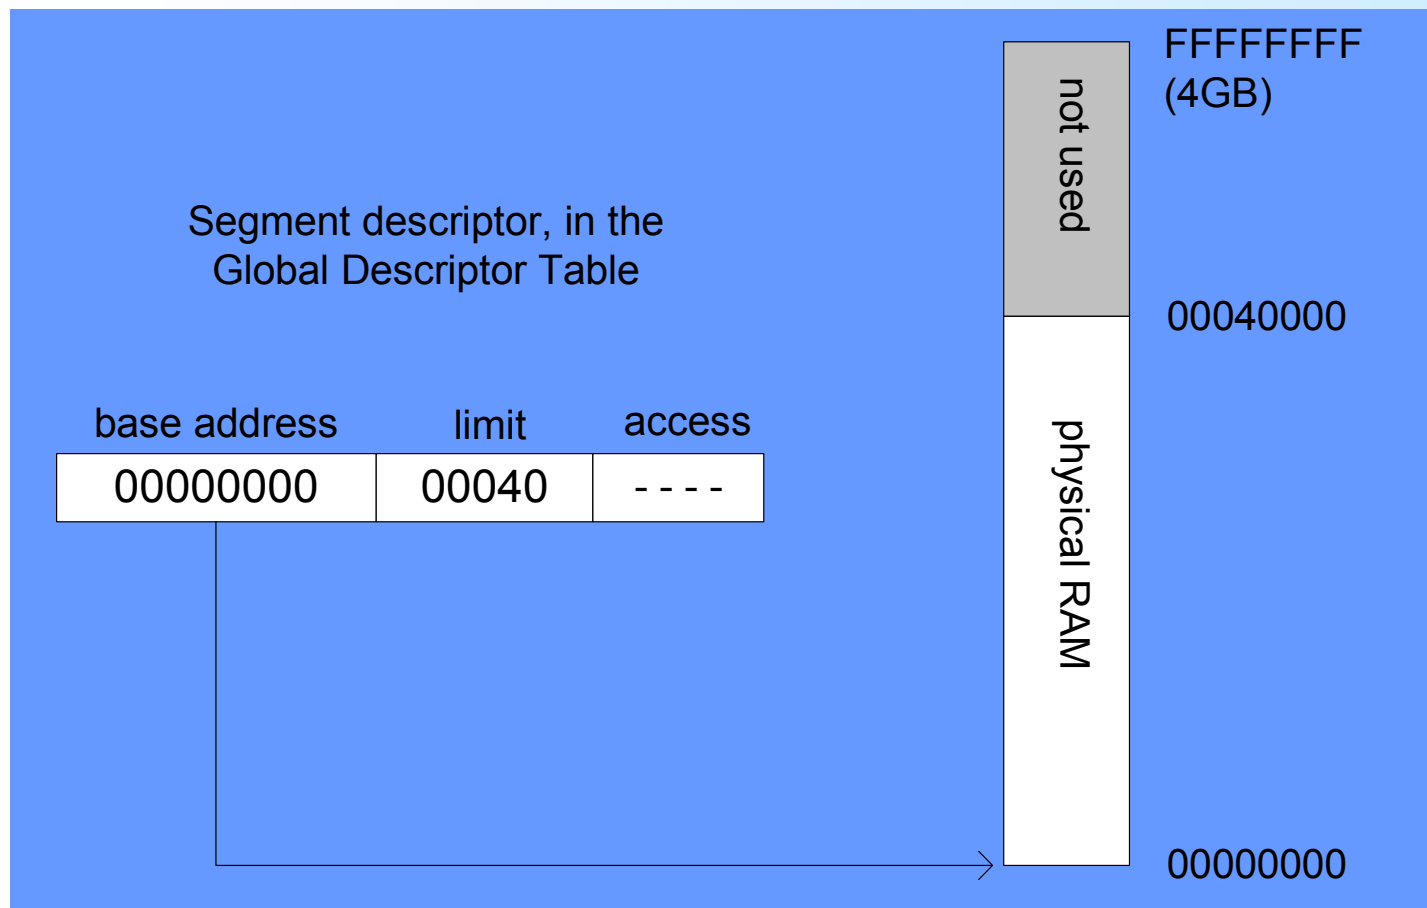 Segment descriptor, in the
Global Descriptor Table
base address
limit
access
00000000
00040
- - - -
FFFFFFFF
(4GB)
not used
00040000
physical RAM
00000000